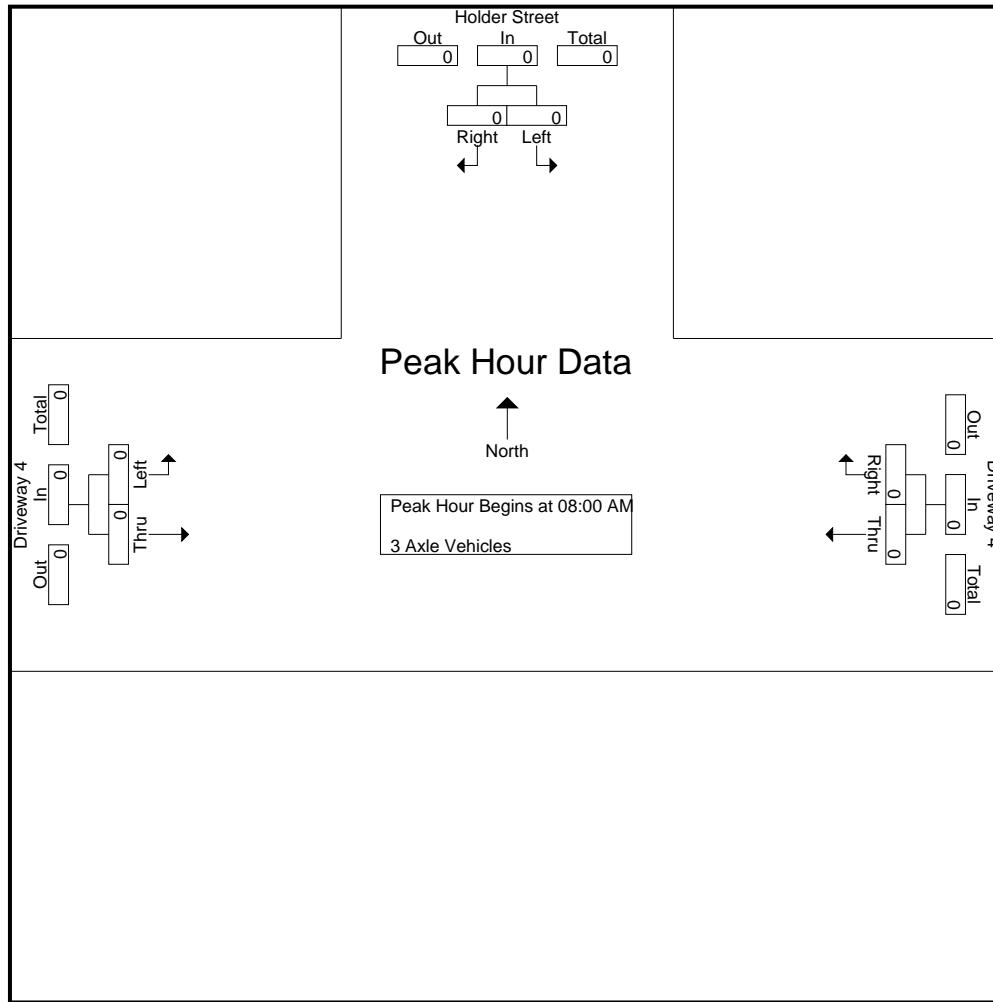 Holder Street
Out In Total
0 0 0
0 0
Right Left
Peak Hour Data
North
Peak Hour Begins at 08:00 AM
3 Axle Vehicles
Driveway 4
Out In Total
0 0 0
0 0
Thru Left
Driveway 4
Out In Total
0 0 0
0 0
Right Thru